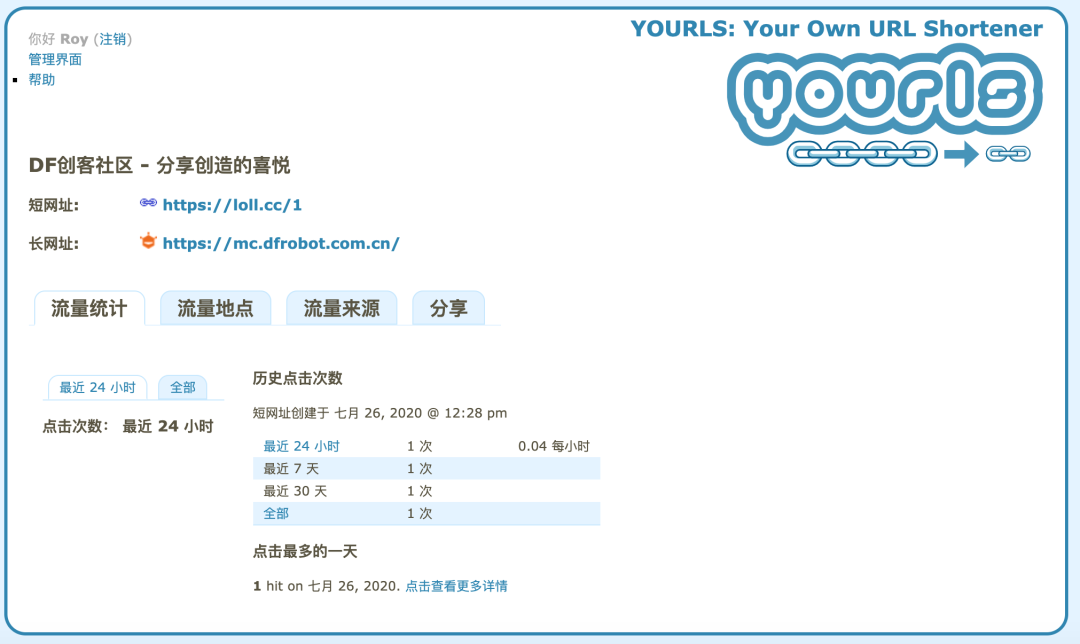 你好 Roy (注销)
YOURLS: Your Own URL Shortener
管理界面
帮助
yourls
DF创客社区 - 分享创造的喜悦
短网址: https://loll.cc/1
长网址: https://mc.dfrobot.com.cn/
流量统计 流量地点 流量来源 分享
最近 24 小时 全部
点击次数: 最近 24 小时
历史点击次数
短网址创建于 七月 26, 2020 @ 12:28 pm
最近 24 小时 1 次 0.04 每小时
最近 7 天 1 次
最近 30 天 1 次
全部 1 次
点击最多的一天
1 hit on 七月 26, 2020. 点击查看更多详情